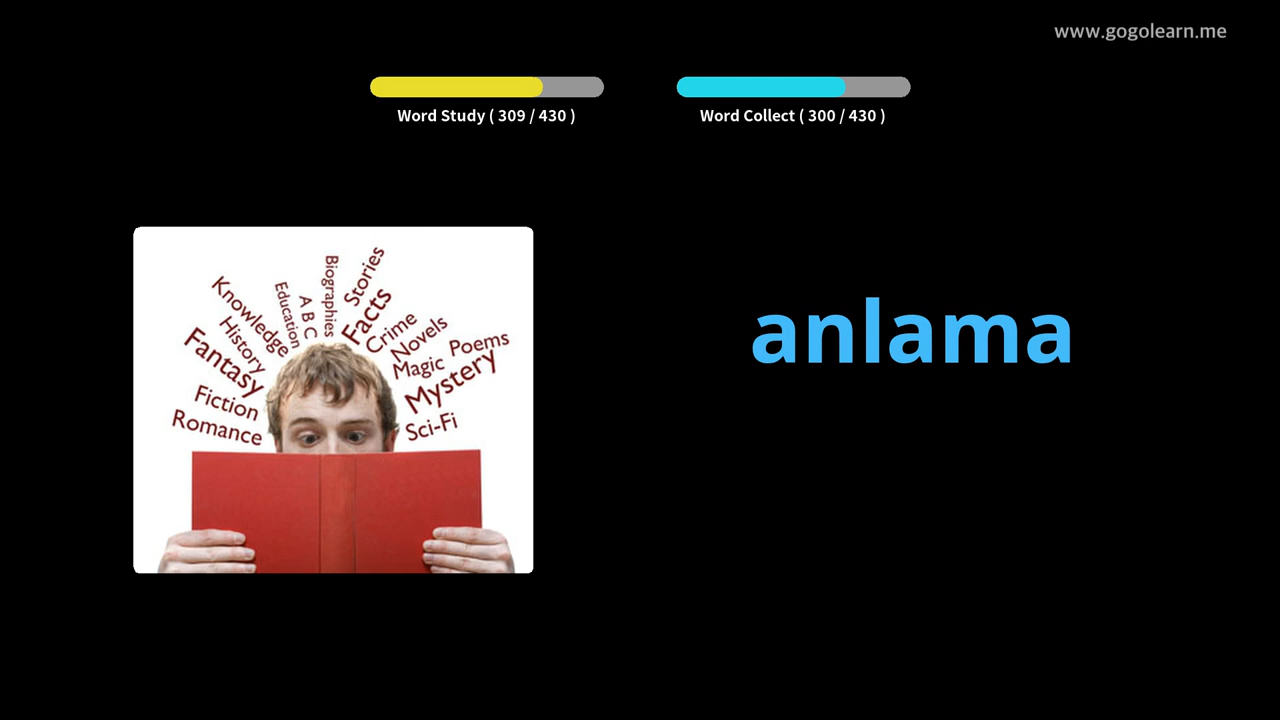 www.gogolearn.me
Word Study ( 309 / 430 )
Word Collect ( 300 / 430 )
anlama
Biographies
Stories
Education
A B C
Facts
Knowledge
Crime
History
Novels
Poems
Fantasy
Magic
Mystery
Fiction
Romance
Sci-Fi